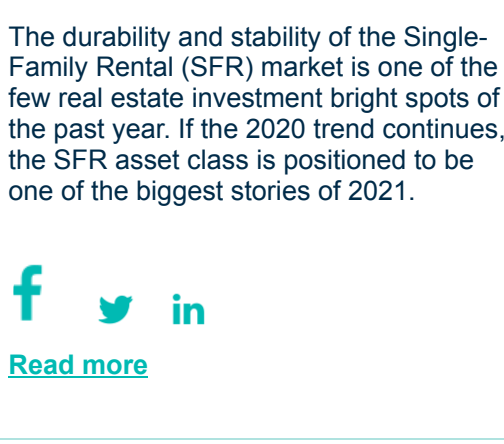 The durability and stability of the Single-
Family Rental (SFR) market is one of the
few real estate investment bright spots of
the past year. If the 2020 trend continues,
the SFR asset class is positioned to be
one of the biggest stories of 2021.
f in
Read more